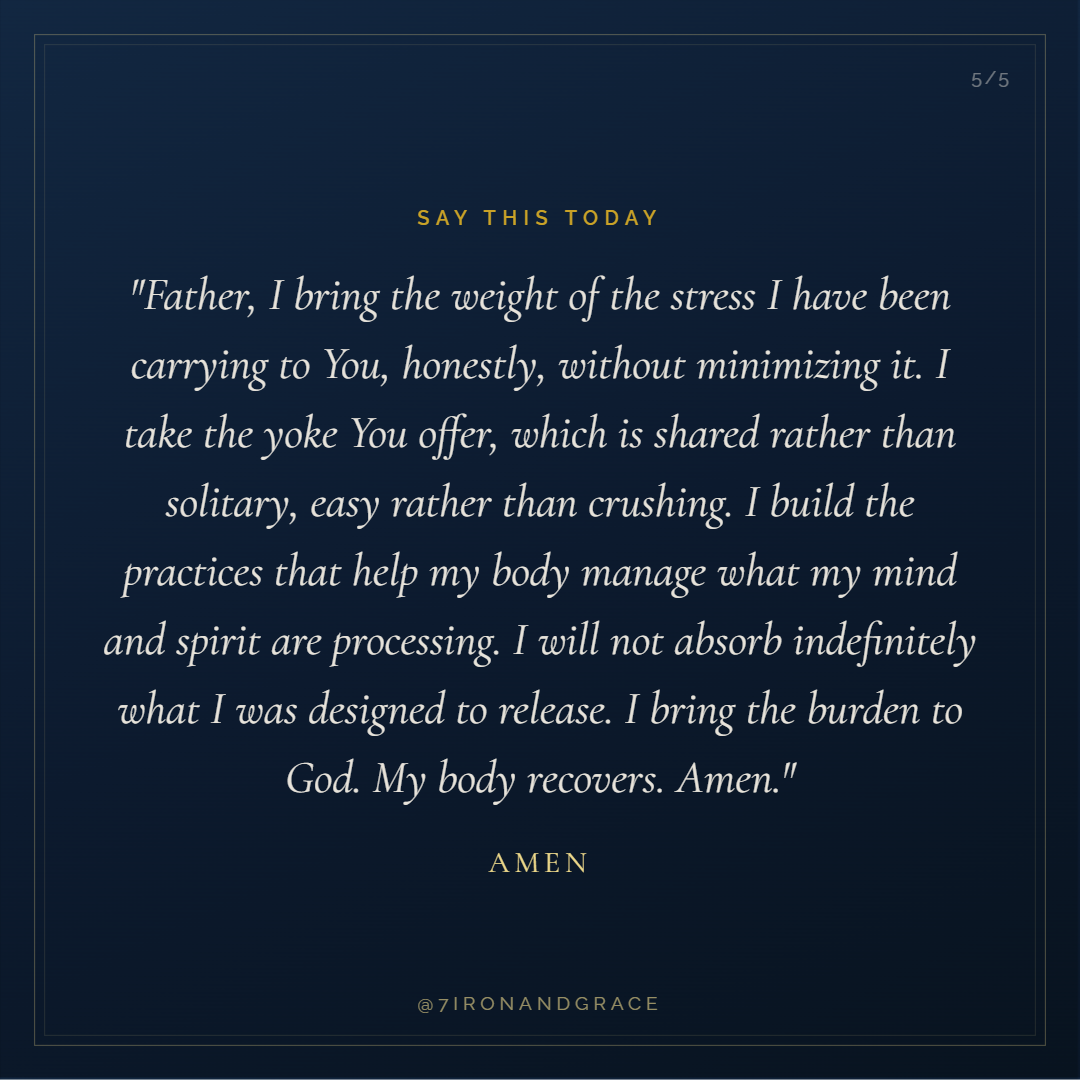 5/5
SAY THIS TODAY
"Father, I bring the weight of the stress I have been
carrying to You, honestly, without minimizing it. I
take the yoke You offer, which is shared rather than
solitary, easy rather than crushing. I build the
practices that help my body manage what my mind
and spirit are processing. I will not absorb indefinitely
what I was designed to release. I bring the burden to
God. My body recovers. Amen."
AMEN
@7IRONANDGRACE